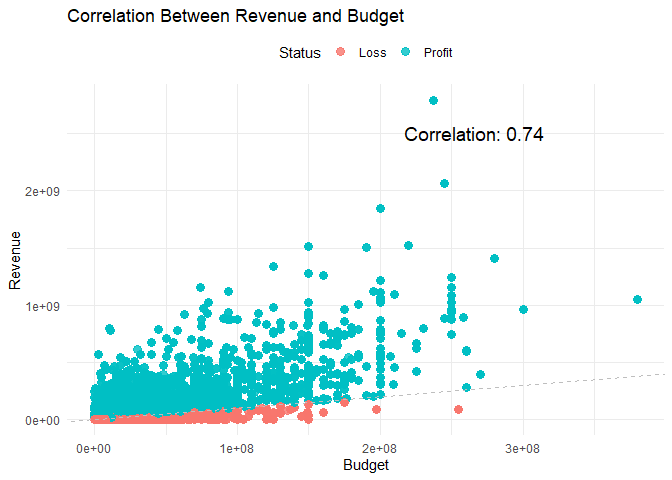 Correlation Between Revenue and Budget
Status Loss Profit
Correlation: 0.74
2e+09
1e+09
0e+00
Revenue
0e+00 1e+08 2e+08 3e+08
Budget